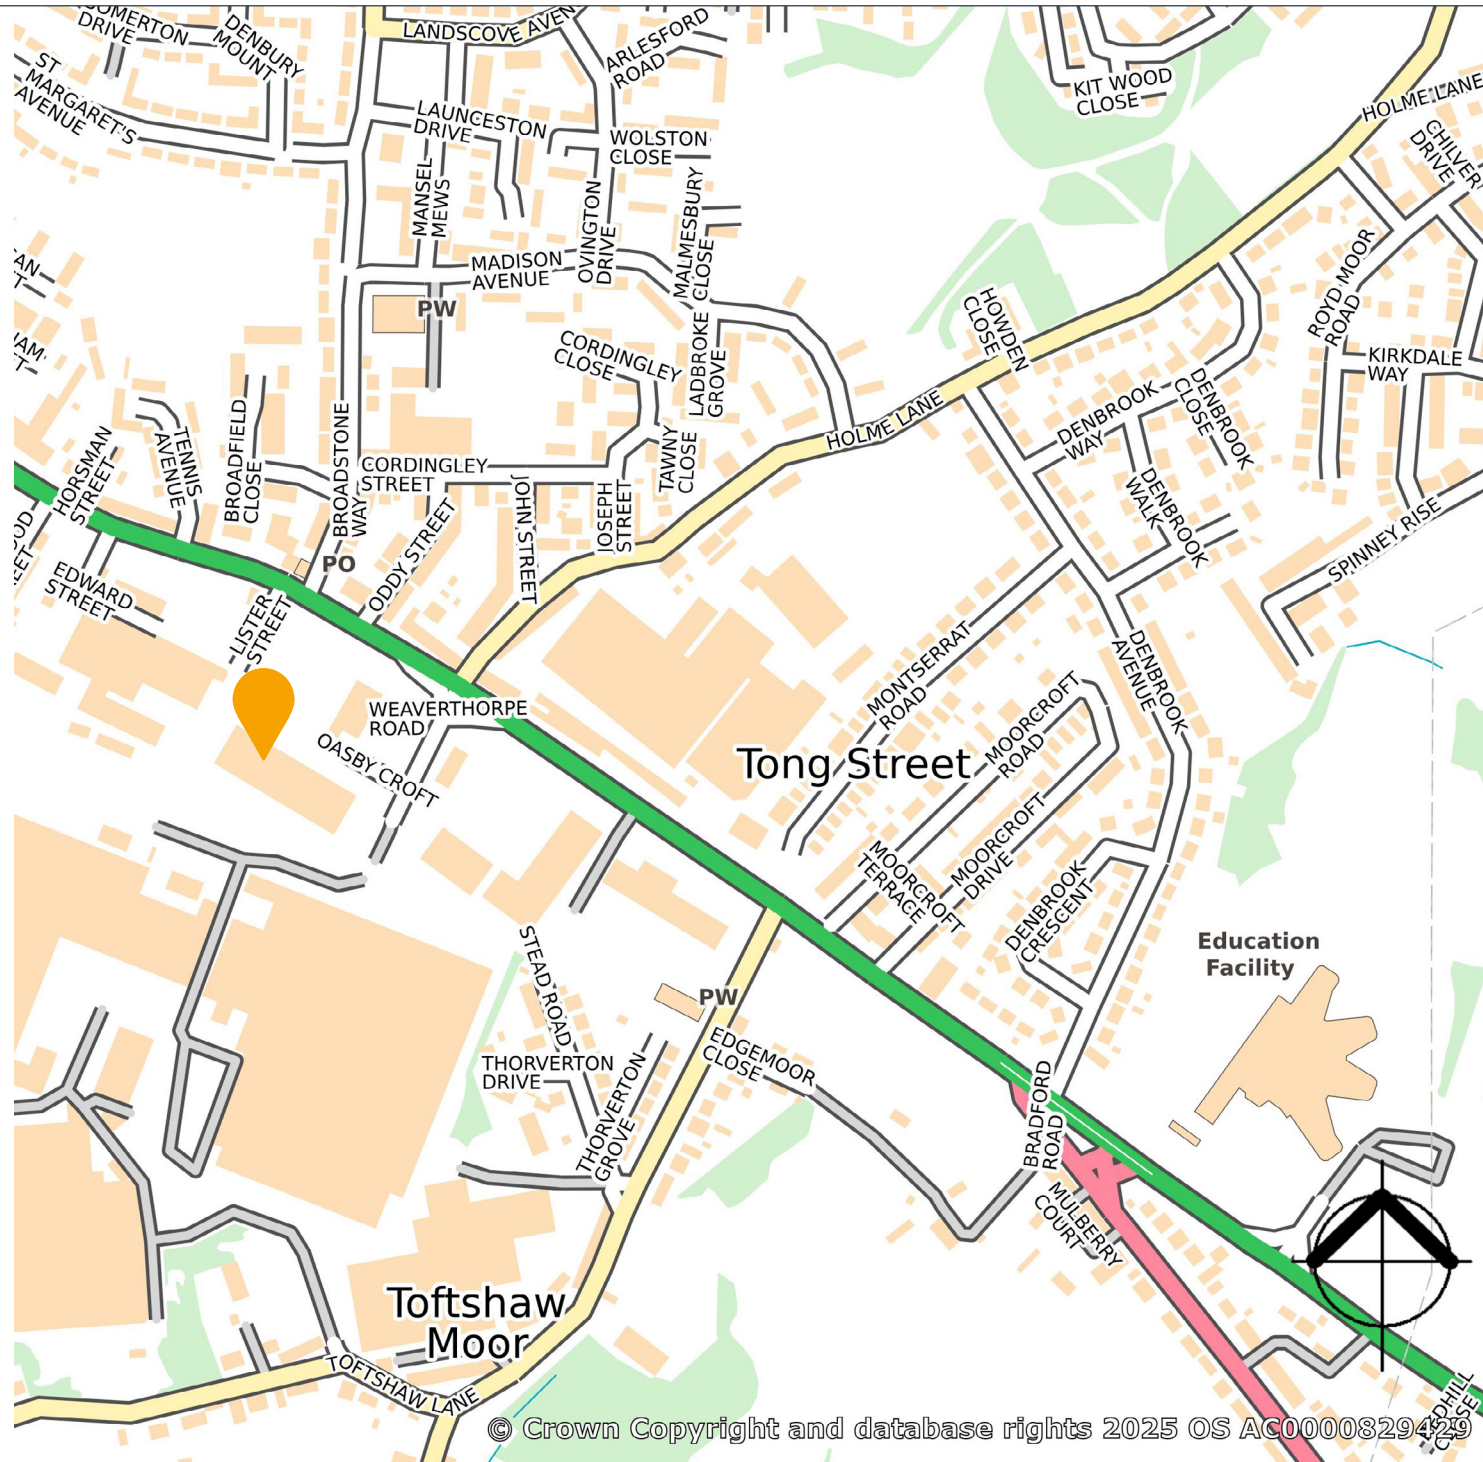 LANDSCOVE AVEN
ARLESFORD
ROAD
SOMERTON
DRIVE
DENBURY
MOUNT
ST
MARGARET'S
AVENUE
KIT WOOD
CLOSE
HOLME LANE
LAUNCESTON
DRIVE
WOLSTON
CLOSE
CHILVER
DRIVE
MANSEL
MEWS
OVINGTON
DRIVE
MALMESBURY
CLOSE
MADISON
AVENUE
ROYD MOOR
ROAD
PW
HOWDEN
CLOSE
CORDINGLEY
CLOSE
LADBROKE
GROVE
KIRKDALE
WAY
DENBROOK
WAY
DENBROOK
CLOSE
HOLME LANE
HORSMAN
STREET
TENNIS
AVENUE
BROADFIELD
CLOSE
BROADSTONE
WAY
CORDINGLEY
STREET
TAWNY
CLOSE
JOHN STREET
JOSEPH
STREET
ODDY STREET
DENBROOK
WALK
SPINNEY RISE
PO
EDWARD
STREET
LISTER
STREET
MONTSERRAT
ROAD
DENBROOK
AVENUE
WEAVERTHORPE
ROAD
OASBY CROFT
MOORCROFT
ROAD
Tong Street
MOORCROFT
DRIVE
MOORCROFT
TERRACE
DENBROOK
CRESCENT
Education
Facility
STEAD ROAD
PW
EDGEMOOR
CLOSE
THORVERTON
DRIVE
THORVERTON
GROVE
BRADFORD
ROAD
MULBERRY
COURT
Toftshaw
Moor
TOFTSHAW LANE
© Crown Copyright and database rights 2025 OS AC0000829429